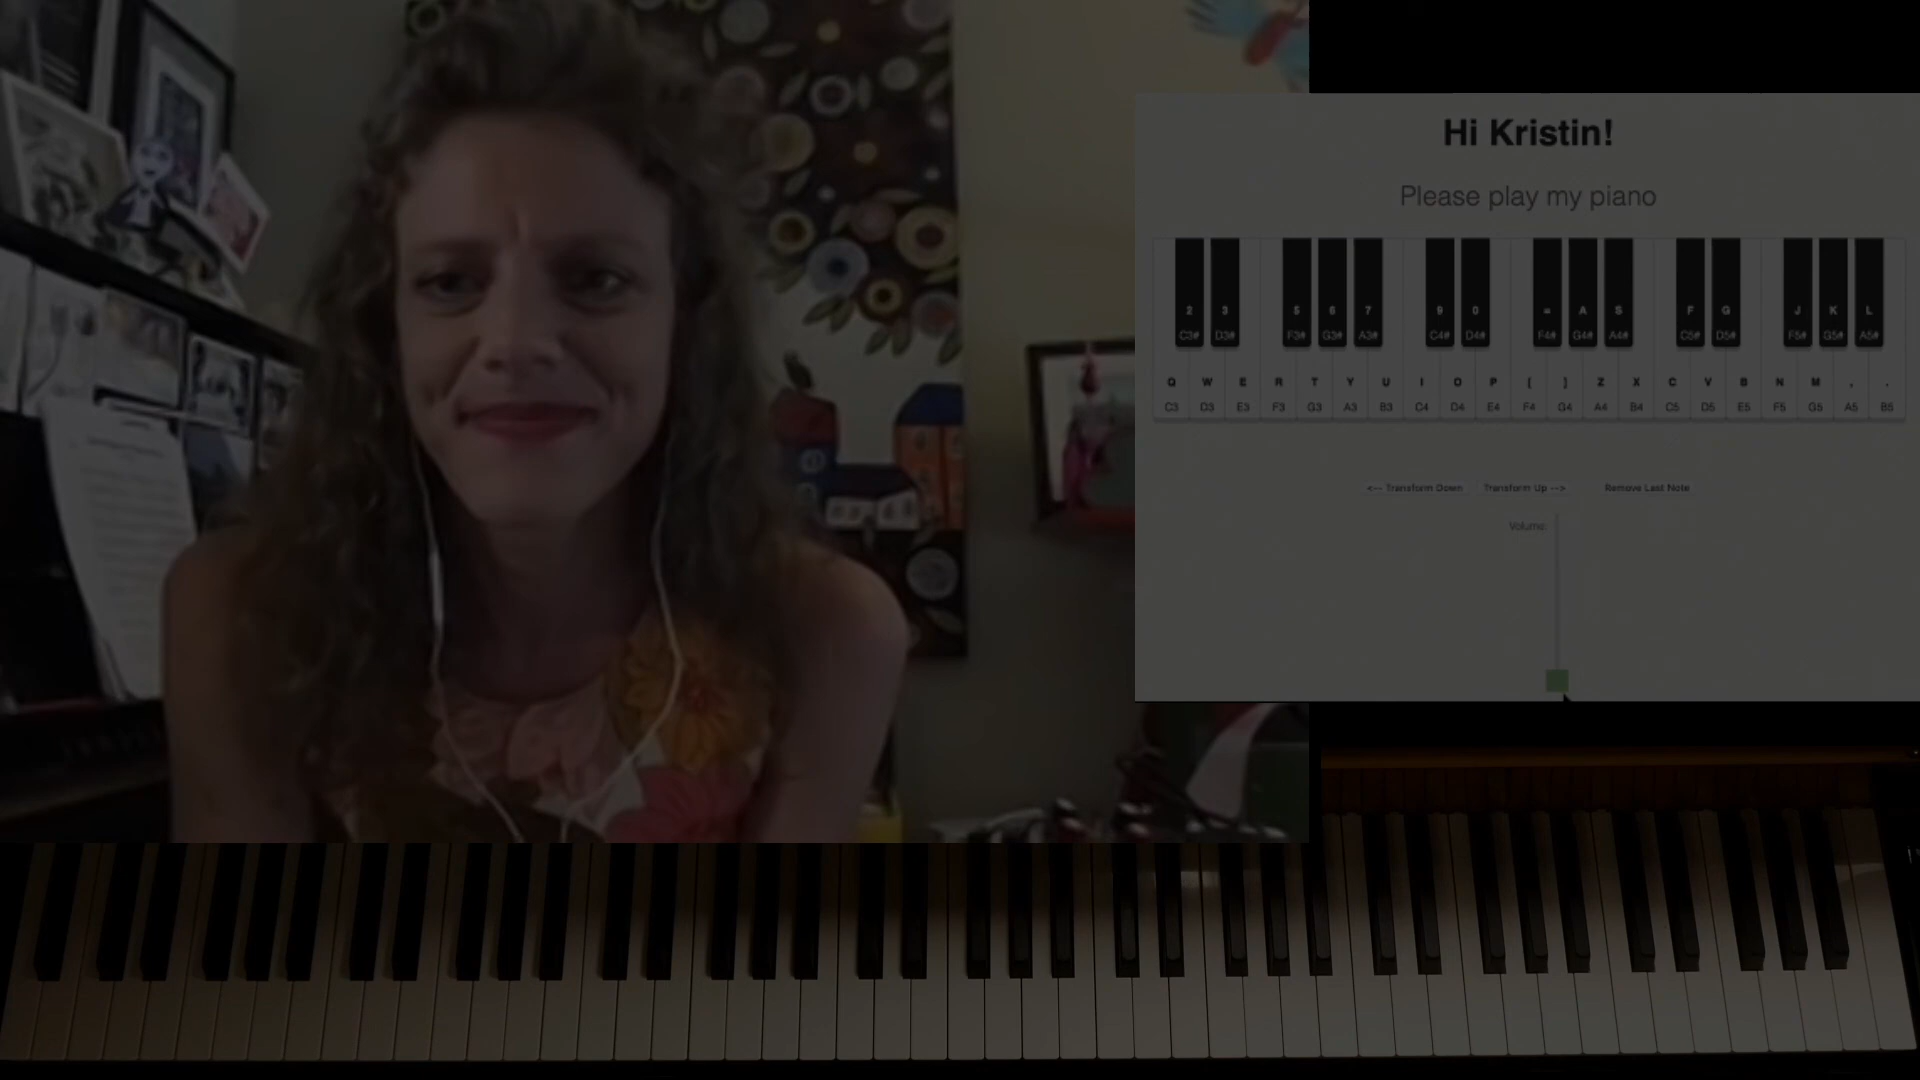 Hi Kristin!
Please play my piano
2 3 5 6 7 9 0 = A S F G J K L
C3# D3# F3# G3# A3# C4# D4# F4# G4# A4# C5# D5# F5# G5# A5#
Q W E R T Y U I O P [ ] Z X C V B N M , .
C3 D3 E3 F3 G3 A3 B3 C4 D4 E4 F4 G4 A4 B4 C5 D5 E5 F5 G5 A5 B5
<-- Transform Down Transform Up --> Remove Last Note
Volume: